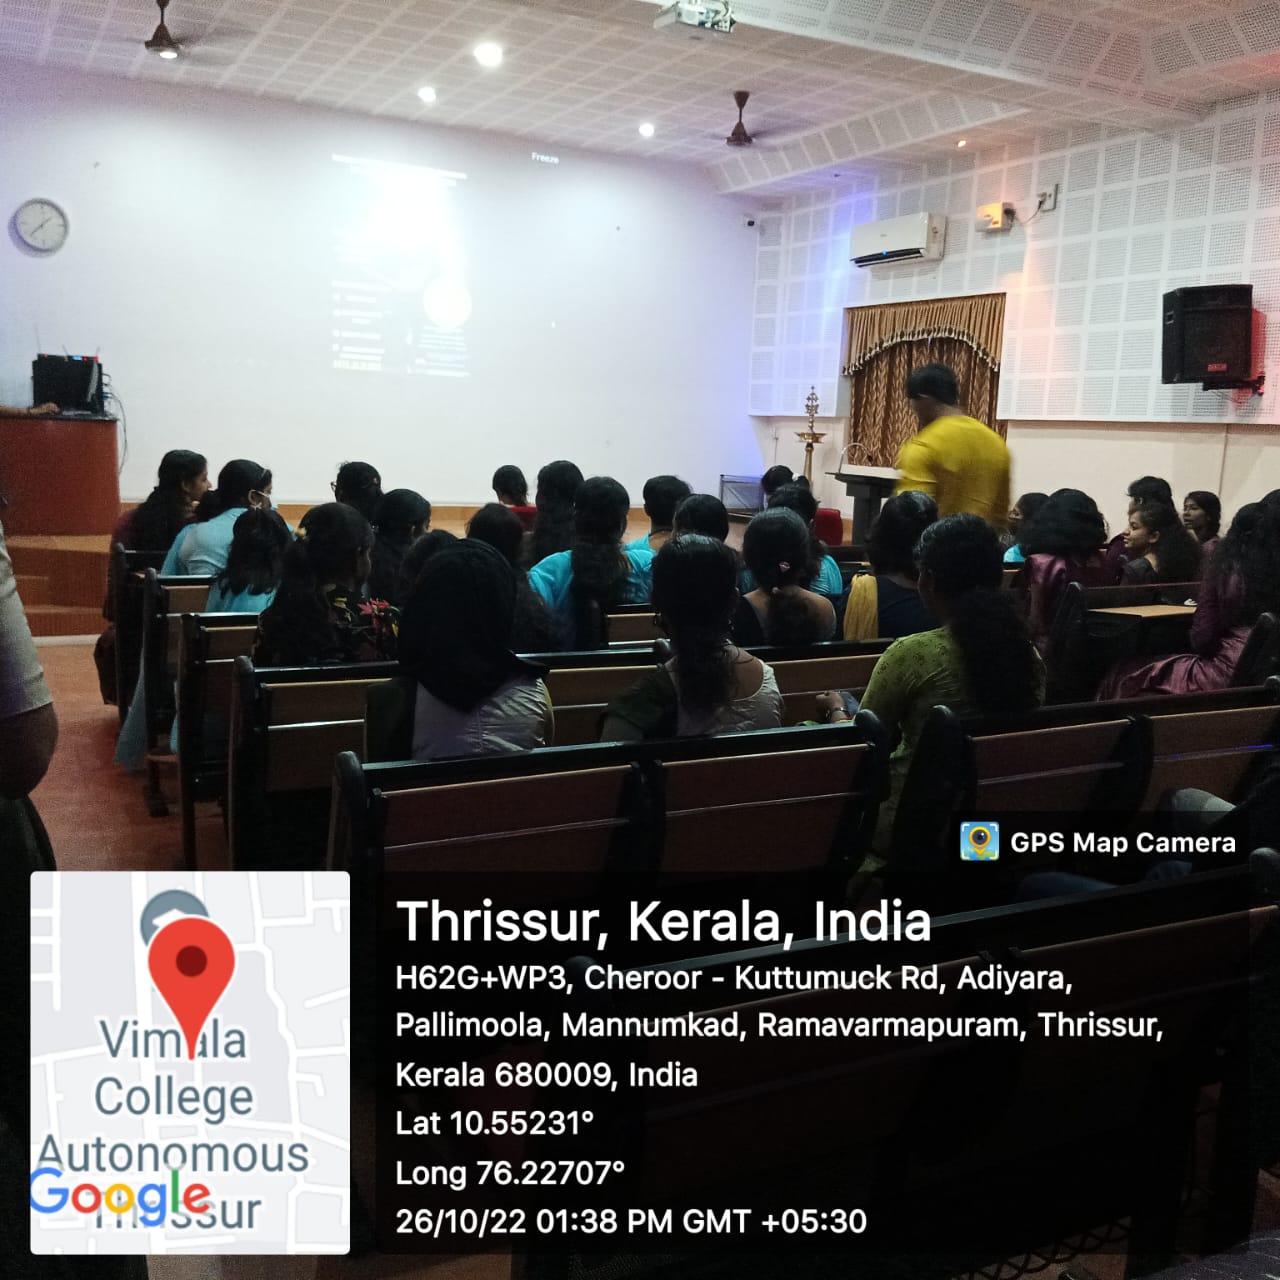 Freeze
GPS Map Camera
Thrissur, Kerala, India
H62G+WP3, Cheroor - Kuttumuck Rd, Adiyara,
Pallimoola, Mannumkad, Ramavarmapuram, Thrissur,
Kerala 680009, India
Lat 10.55231°
Long 76.22707°
26/10/22 01:38 PM GMT +05:30
Vimala
College
Autonomous
Thrissur
Google